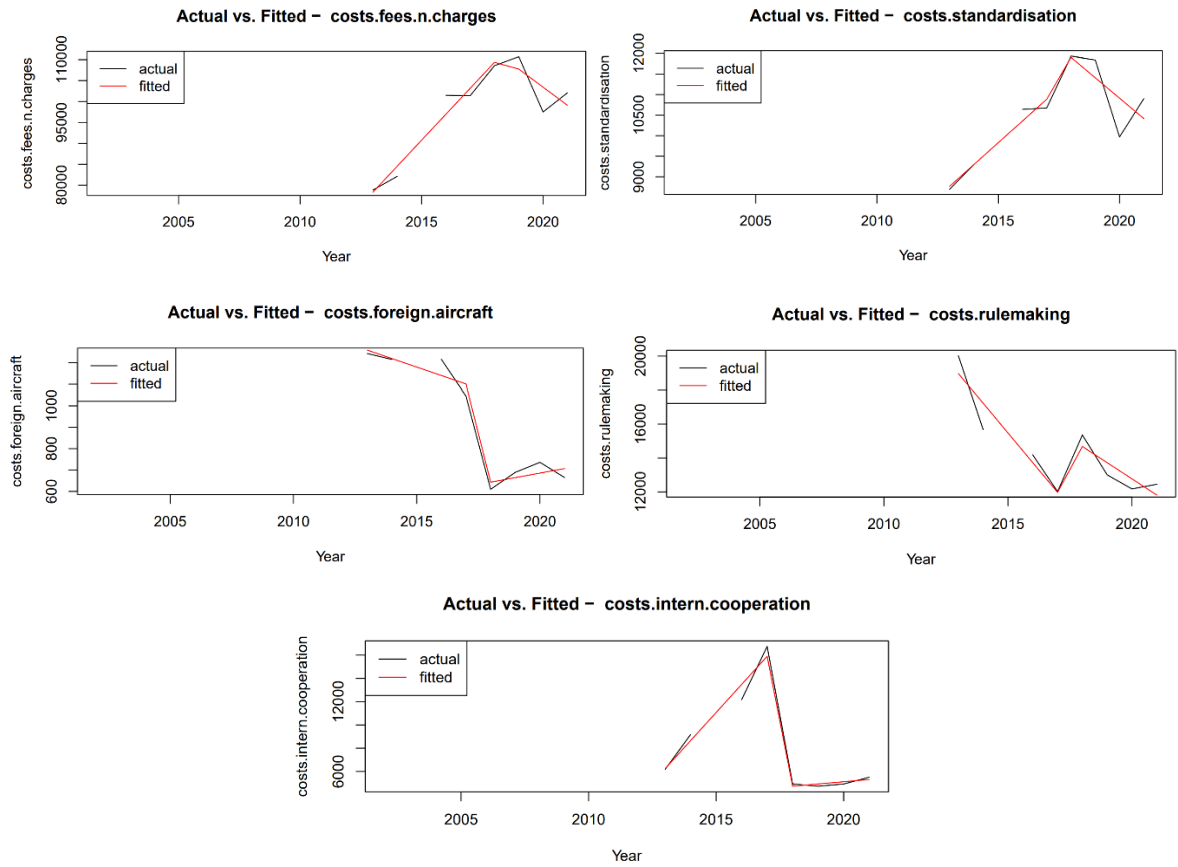 Actual vs. Fitted − costs.fees.n.charges
costs.fees.n.charges
110000
95000
80000
actual
fitted
2005 2010 2015 2020
Year
Actual vs. Fitted − costs.standardisation
costs.standardisation
12000
10500
9000
actual
fitted
2005 2010 2015 2020
Year
Actual vs. Fitted − costs.foreign.aircraft
costs.foreign.aircraft
1000
800
600
actual
fitted
2005 2010 2015 2020
Year
Actual vs. Fitted − costs.rulemaking
costs.rulemaking
20000
16000
12000
actual
fitted
2005 2010 2015 2020
Year
Actual vs. Fitted − costs.intern.cooperation
costs.intern.cooperation
12000
6000
actual
fitted
2005 2010 2015 2020
Year